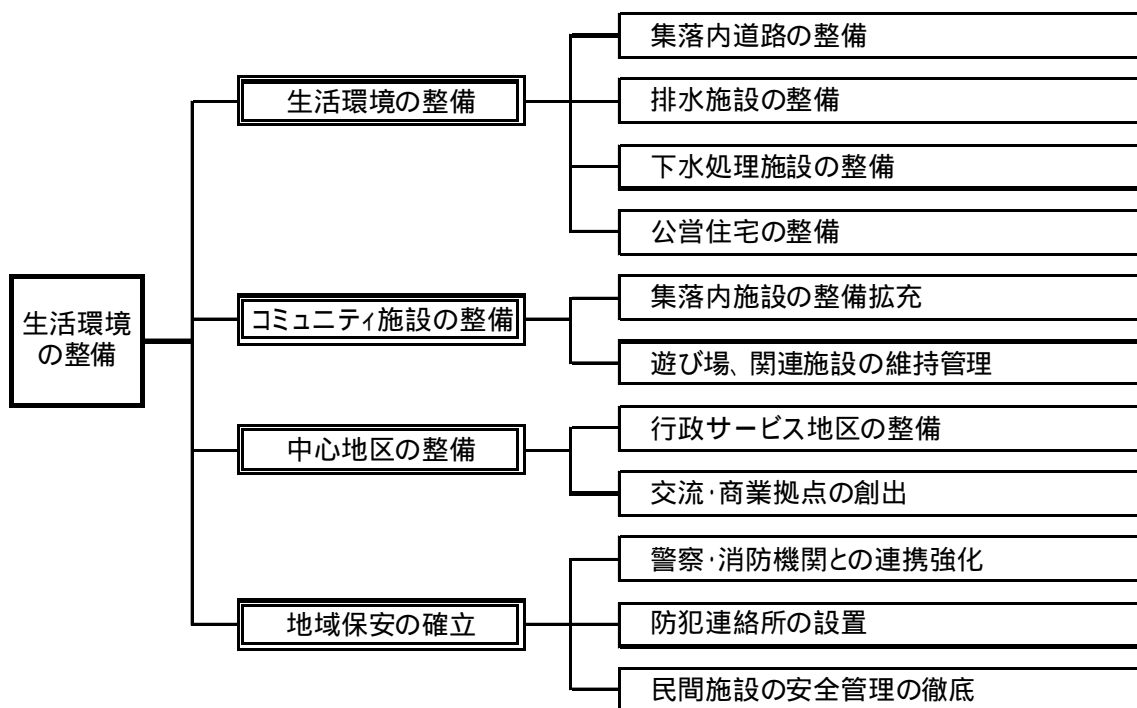 生活環境
の整備
生活環境の整備
集落内道路の整備
排水施設の整備
下水処理施設の整備
公営住宅の整備
コミュニティ施設の整備
集落内施設の整備拡充
遊び場、関連施設の維持管理
中心地区の整備
行政サービス地区の整備
交流・商業拠点の創出
地域保安の確立
警察・消防機関との連携強化
防犯連絡所の設置
民間施設の安全管理の徹底